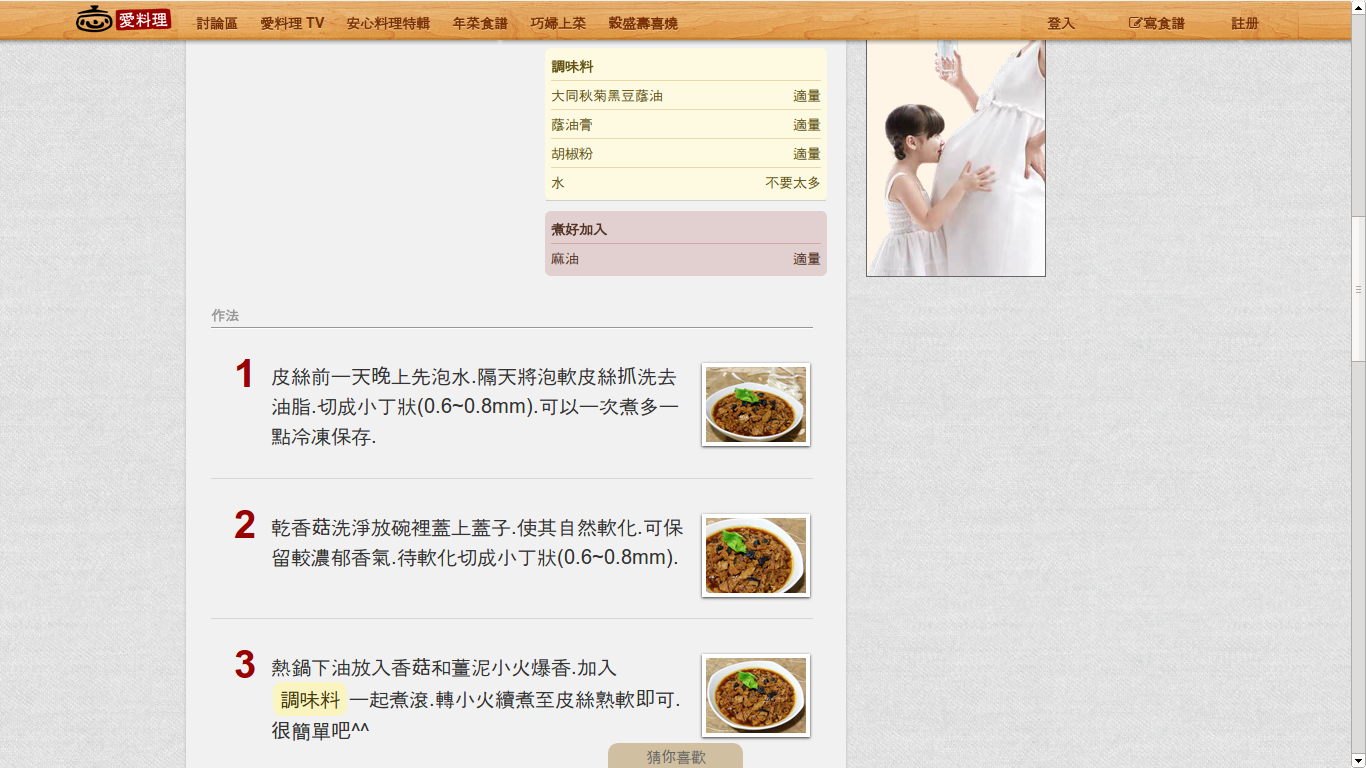 愛料理 討論區 愛料理 TV 安心料理特輯 年菜食譜 巧婦上菜 穀盛壽喜燒 登入 寫食譜 註册
調味料
大同秋菊黑豆蔭油 適量
蔭油膏 適量
胡椒粉 適量
水 不要太多
煮好加入
麻油 適量
作法
1 皮絲前一天晚上先泡水.隔天將泡軟皮絲抓洗去
油脂.切成小丁狀(0.6~0.8mm).可以一次煮多一
點冷凍保存.
2 乾香菇洗淨放碗裡蓋上蓋子.使其自然軟化.可保
留較濃郁香氣.待軟化切成小丁狀(0.6~0.8mm).
3 熱鍋下油放入香菇和薑泥小火爆香.加入
調味料 一起煮滾.轉小火續煮至皮絲熟軟即可.
很簡單吧^^
猜你喜歡